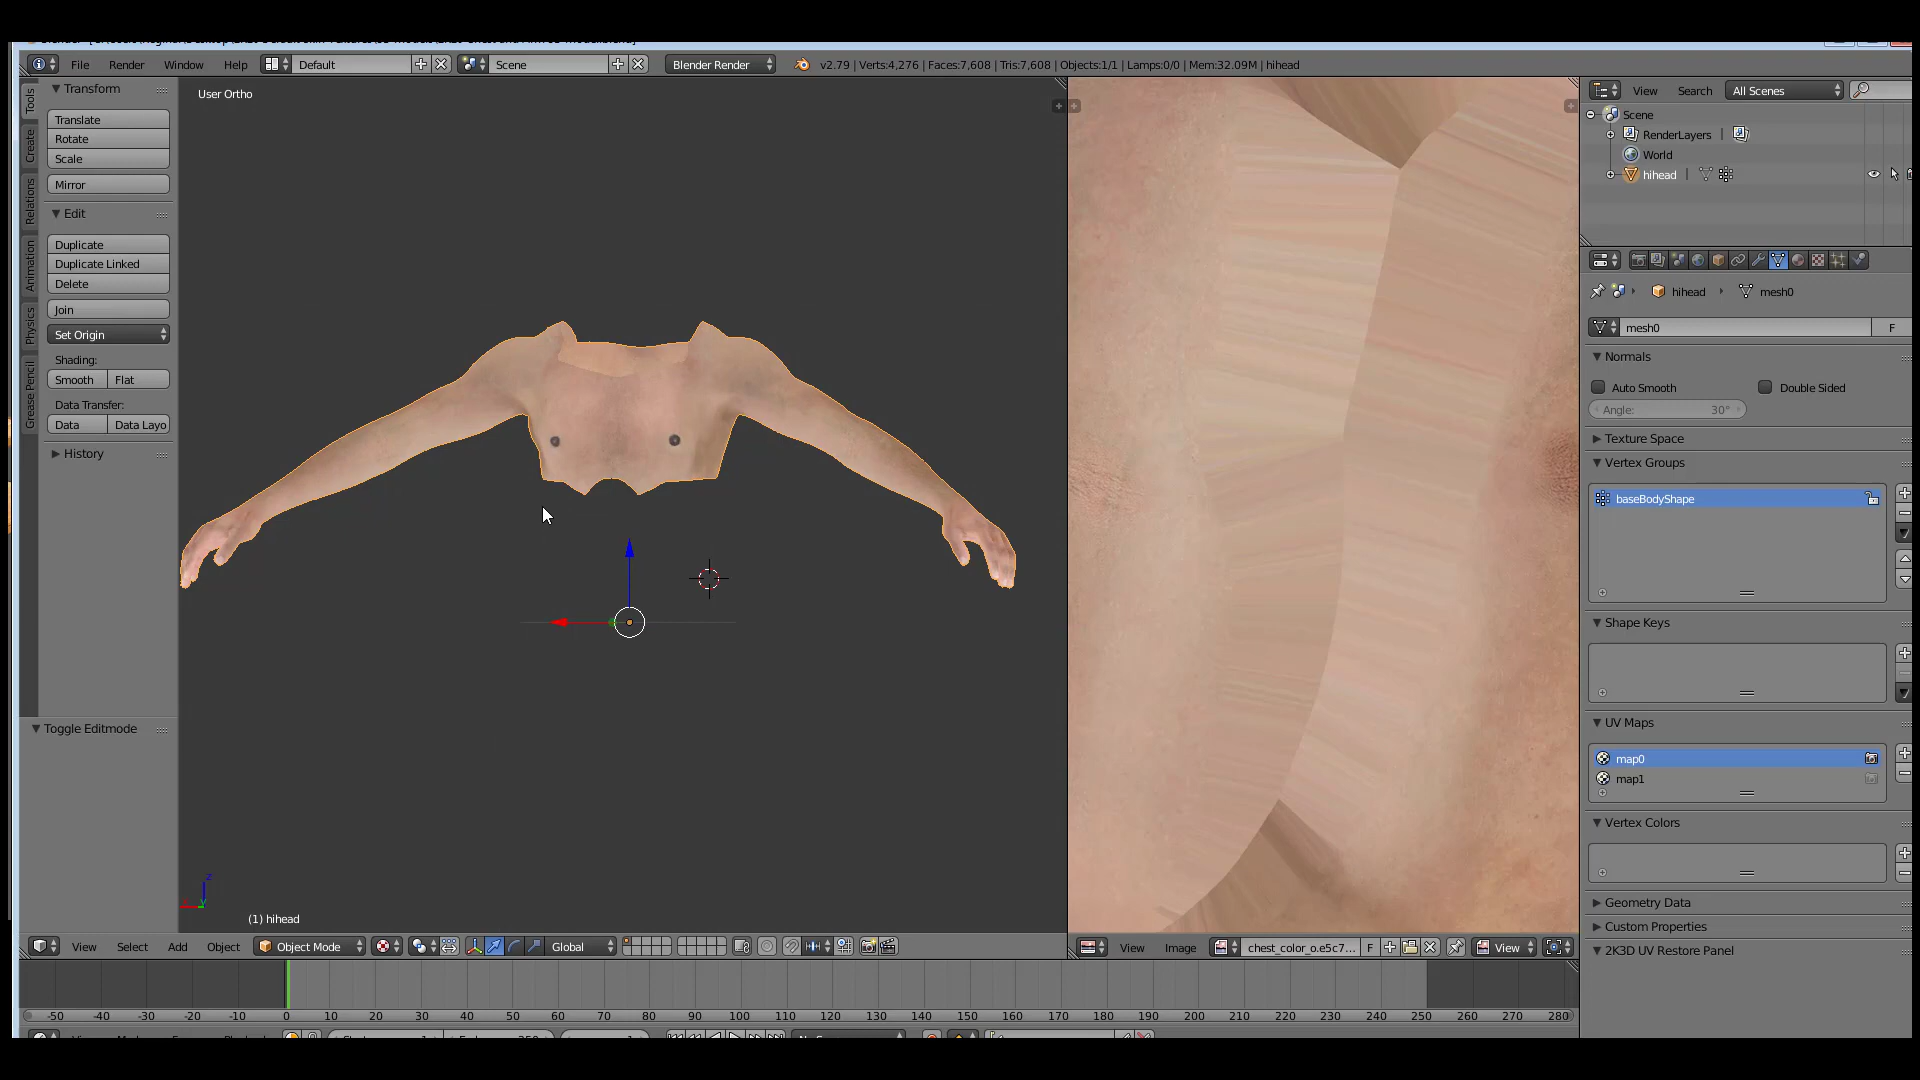 File Render Window Help Default Scene Blender Render v2.79 | Verts:4,276 | Faces:7,608 | Tris:7,608 | Objects:1/1 | Lamps:0/0 | Mem:32.09M | hihead
Tools
Create
Relations
Animation
Physics
Grease Pencil
Transform
Translate
Rotate
Scale
Mirror
Edit
Duplicate
Duplicate Linked
Delete
Join
Set Origin
Shading:
Smooth Flat
Data Transfer:
Data Data Layo
History
Toggle Editmode
User Ortho
(1) hihead
View Select Add Object Object Mode Global
View Image chest_color_o.e5c7... F View
-50 -40 -30 -20 -10 0 10 20 30 40 50 60 70 80 90 100 110 120 130 140 150 160 170 180 190 200 210 220 230 240 250 260 270 280
View Search All Scenes
Scene
RenderLayers |
World
hihead |
hihead mesh0
mesh0 F
Normals
Auto Smooth Double Sided
Angle: 30°
Texture Space
Vertex Groups
baseBodyShape
Shape Keys
UV Maps
map0
map1
Vertex Colors
Geometry Data
Custom Properties
2K3D UV Restore Panel